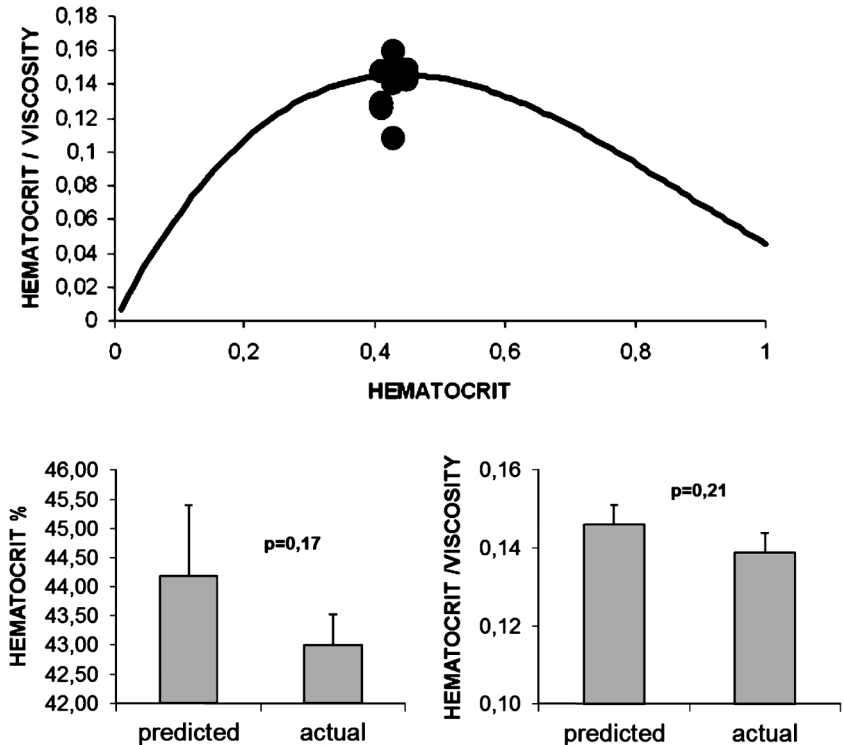 HEMATOCRIT / VISCOSITY
0,18
0,16
0,14
0,12
0,1
0,08
0,06
0,04
0,02
0
0 0,2 0,4 0,6 0,8 1
HEMATOCRIT
HEMATOCRIT %
46,00
45,50
45,00
44,50
44,00
43,50
43,00
42,50
42,00
p=0,17
predicted actual
HEMATOCRIT /VISCOSITY
0,16
0,14
0,12
0,10
p=0,21
predicted actual